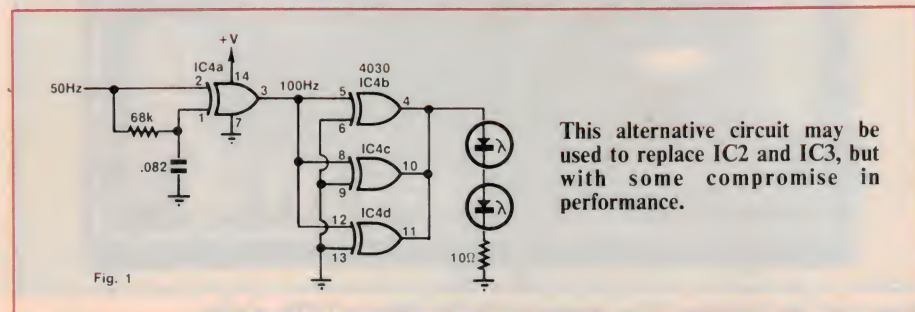 +V
IC4a
2
14
50Hz
3
100Hz
1
7
68k
.082
4030
IC4b
5
4
6
IC4c
8
10
9
IC4d
12
11
13
λ
λ
10Ω
Fig. 1
This alternative circuit may be
used to replace IC2 and IC3, but
with some compromise in
performance.